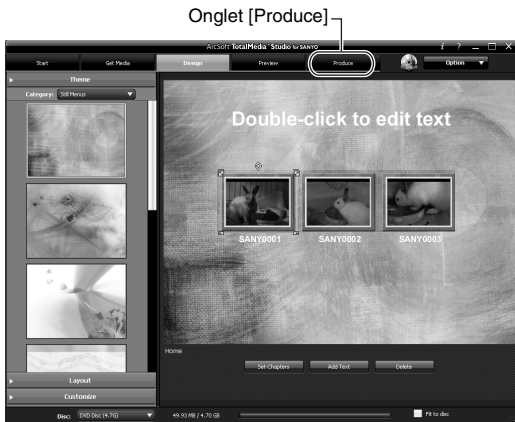 Onglet [Produce]
ArcSoft TotalMedia™ Studio for SANYO
i ? _ □ X
Start Get Media Design Preview Produce Option ▼
Theme
Category: Still Menus ▼
Double-click to edit text
SANY0001 SANY0002 SANY0003
Home
Set Chapters Add Text Delete
Layout
Customize
Disc: DVD Disc (4.7G) ▼ 49.93 MB / 4.70 GB Fit to disc